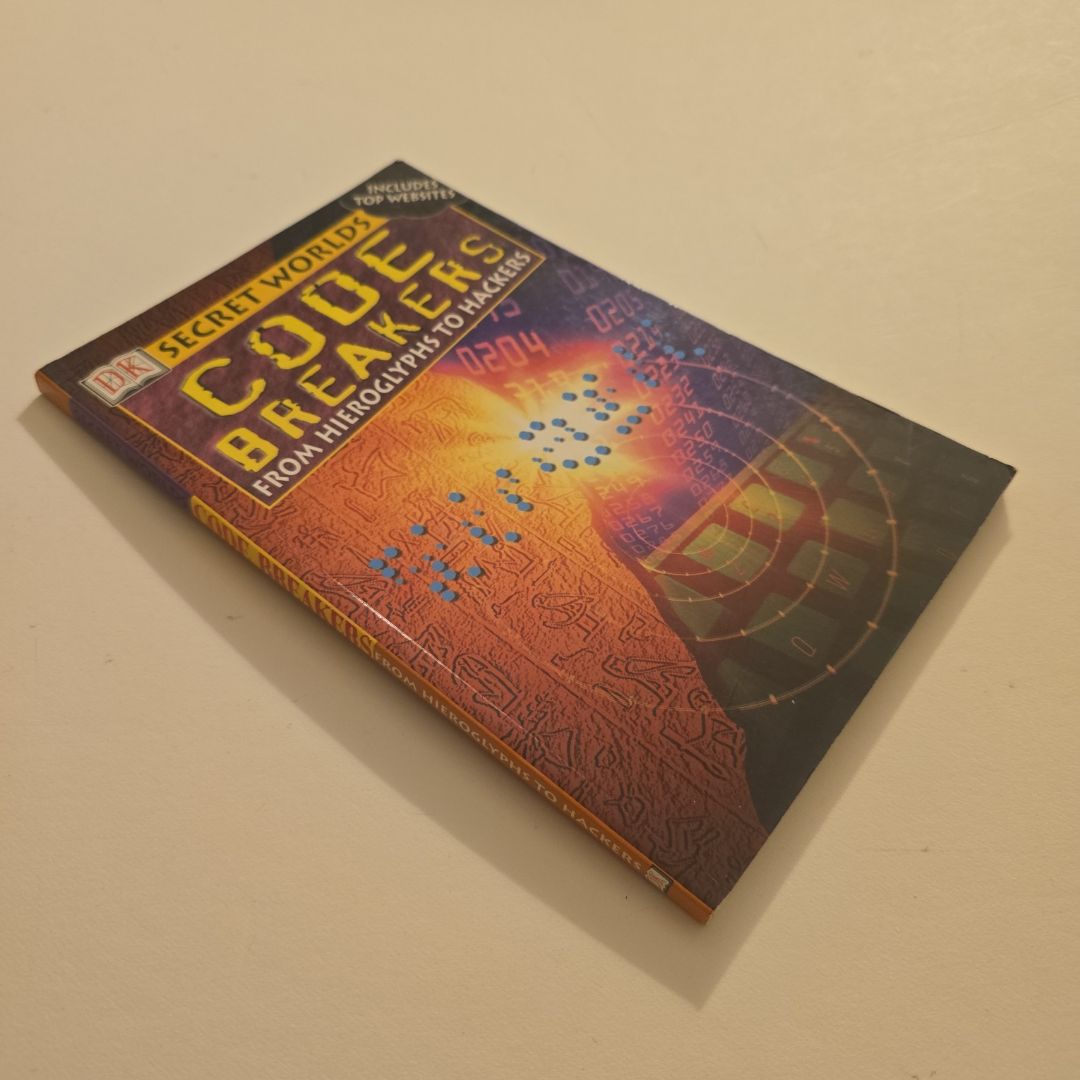 INCLUDES
TOP WEBSITES
DK
SECRET WORLDS
CODE
BREAKERS
FROM HIEROGLYPHS TO HACKERS
0204
0205
CODE BREAKERS FROM HIEROGLYPHS TO HACKERS